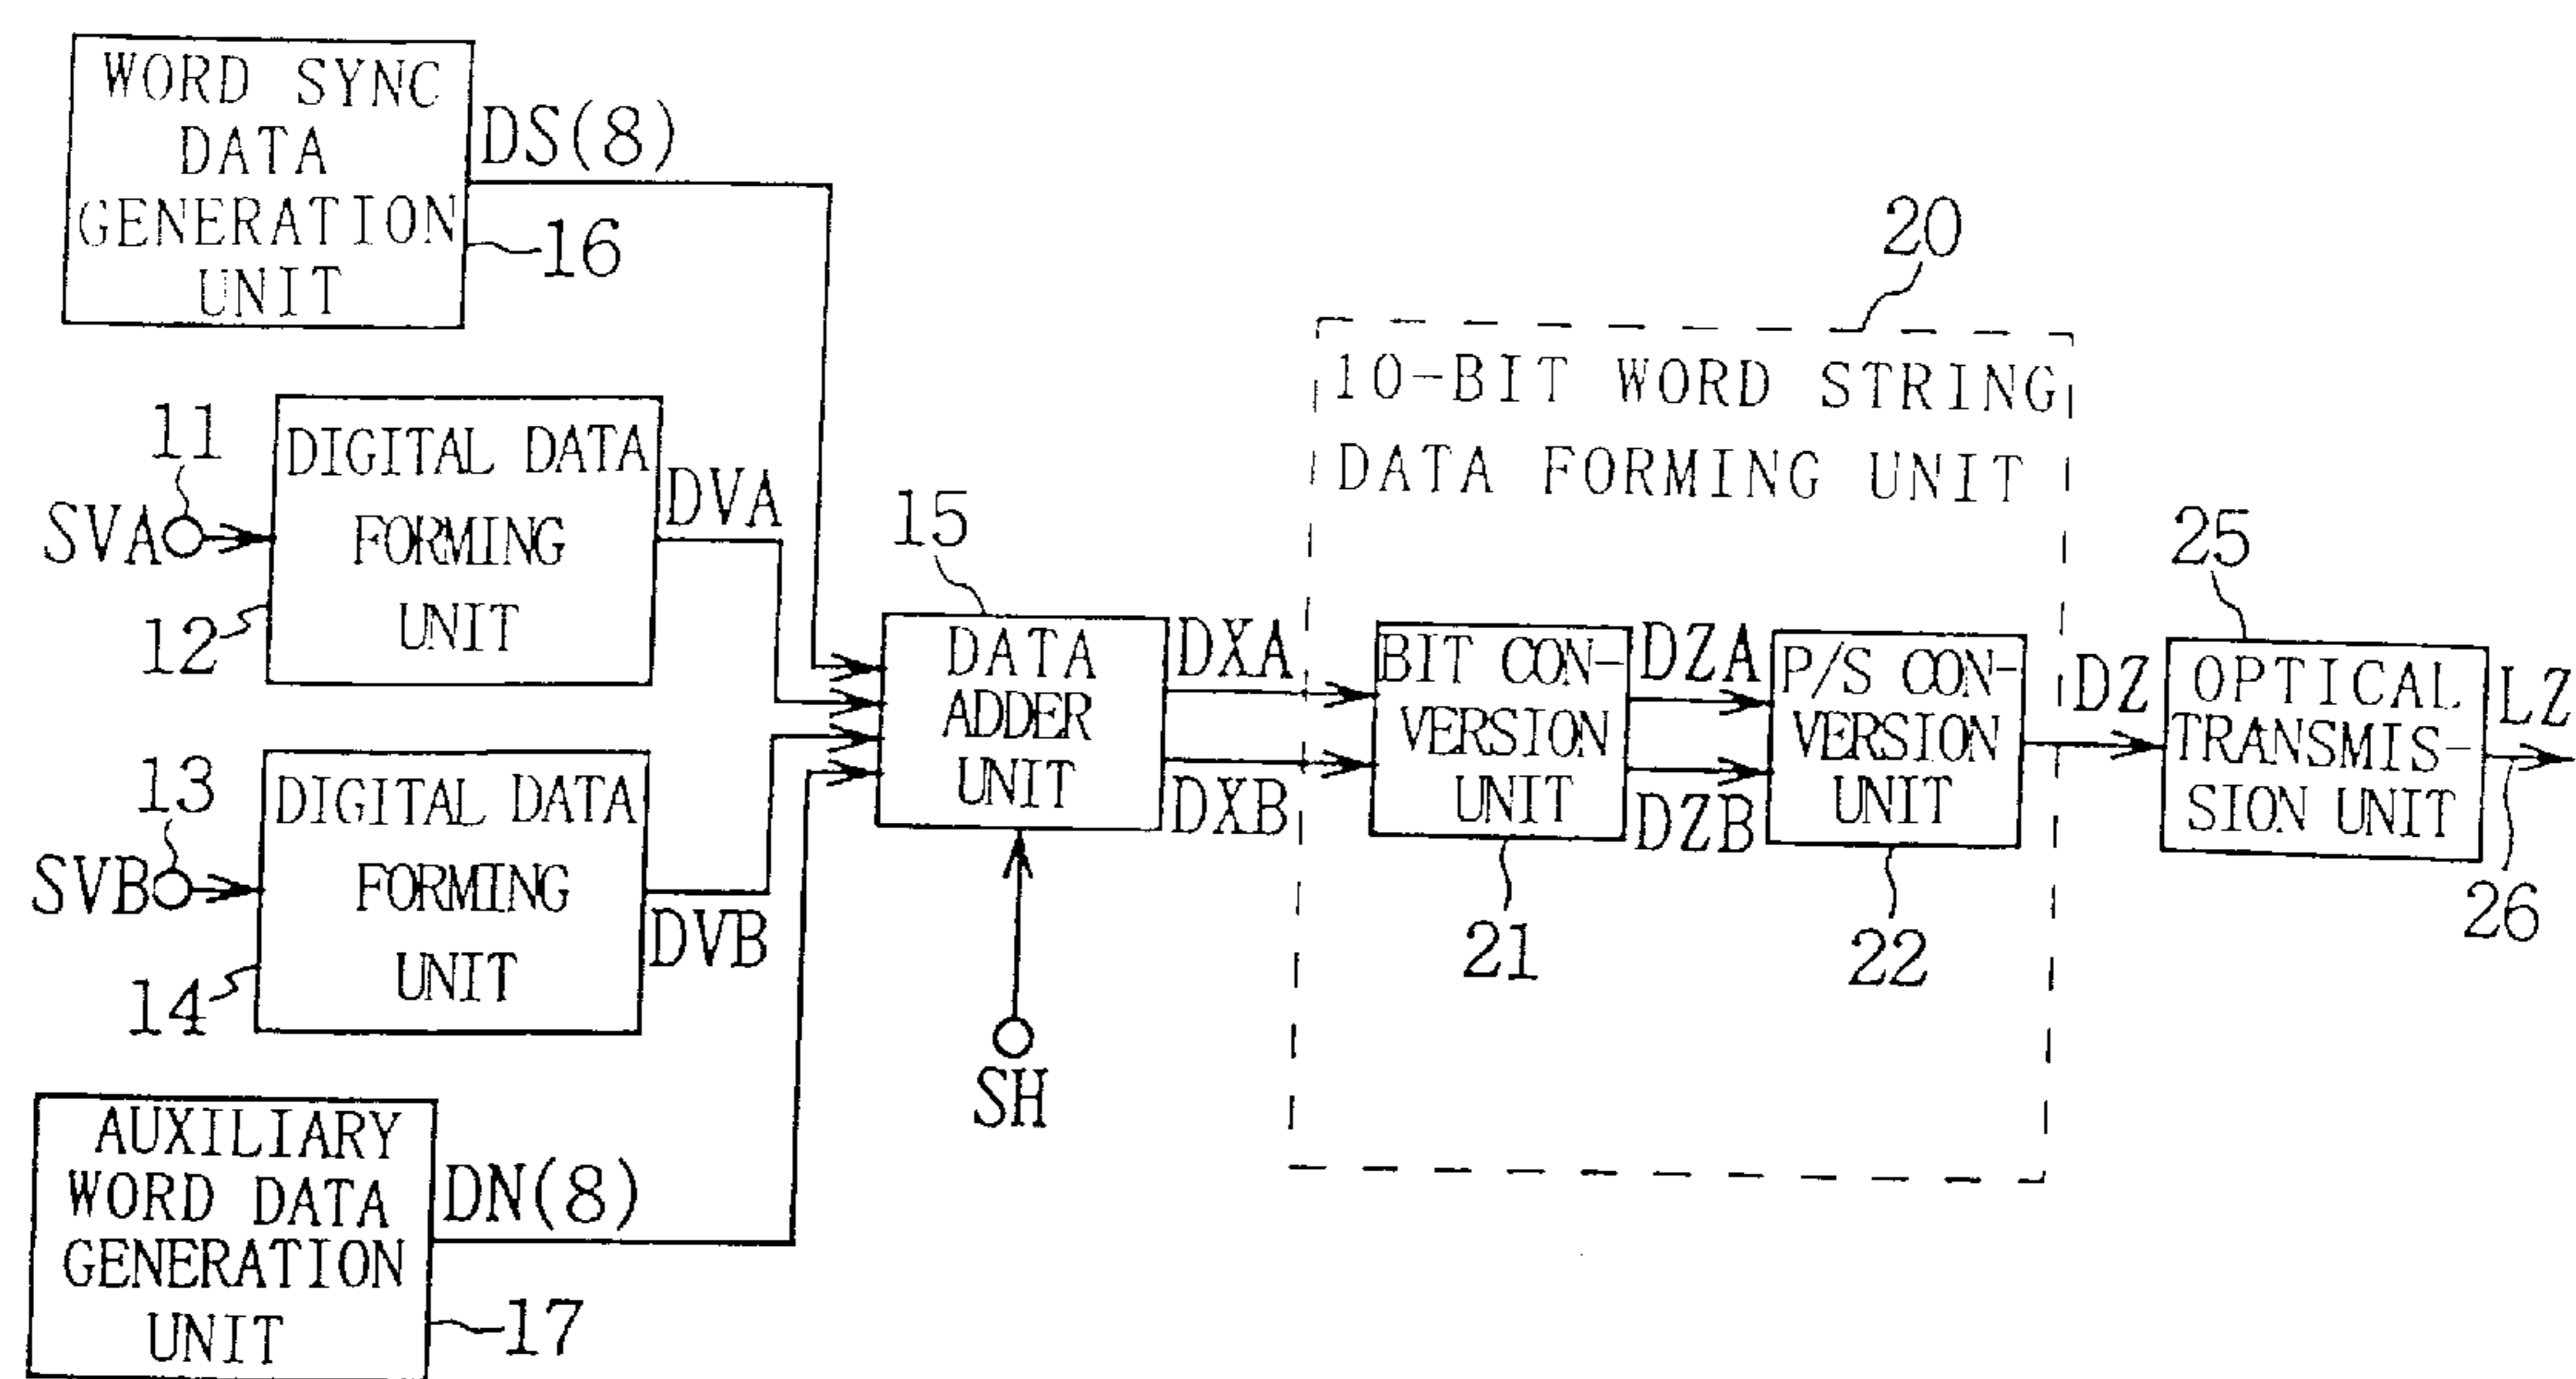 WORD SYNC
DATA
GENERATION
UNIT
DS(8)
16
11
SVA
DIGITAL DATA
FORMING
UNIT
12
DVA
13
SVB
DIGITAL DATA
FORMING
UNIT
14
DVB
AUXILIARY
WORD DATA
GENERATION
UNIT
DN(8)
17
15
DATA
ADDER
UNIT
SH
DXA
DXB
20
10-BIT WORD STRING
DATA FORMING UNIT
BIT CON-
VERSION
UNIT
21
DZA
DZB
P/S CON-
VERSION
UNIT
22
DZ
25
OPTICAL
TRANSMIS-
SION UNIT
LZ
26